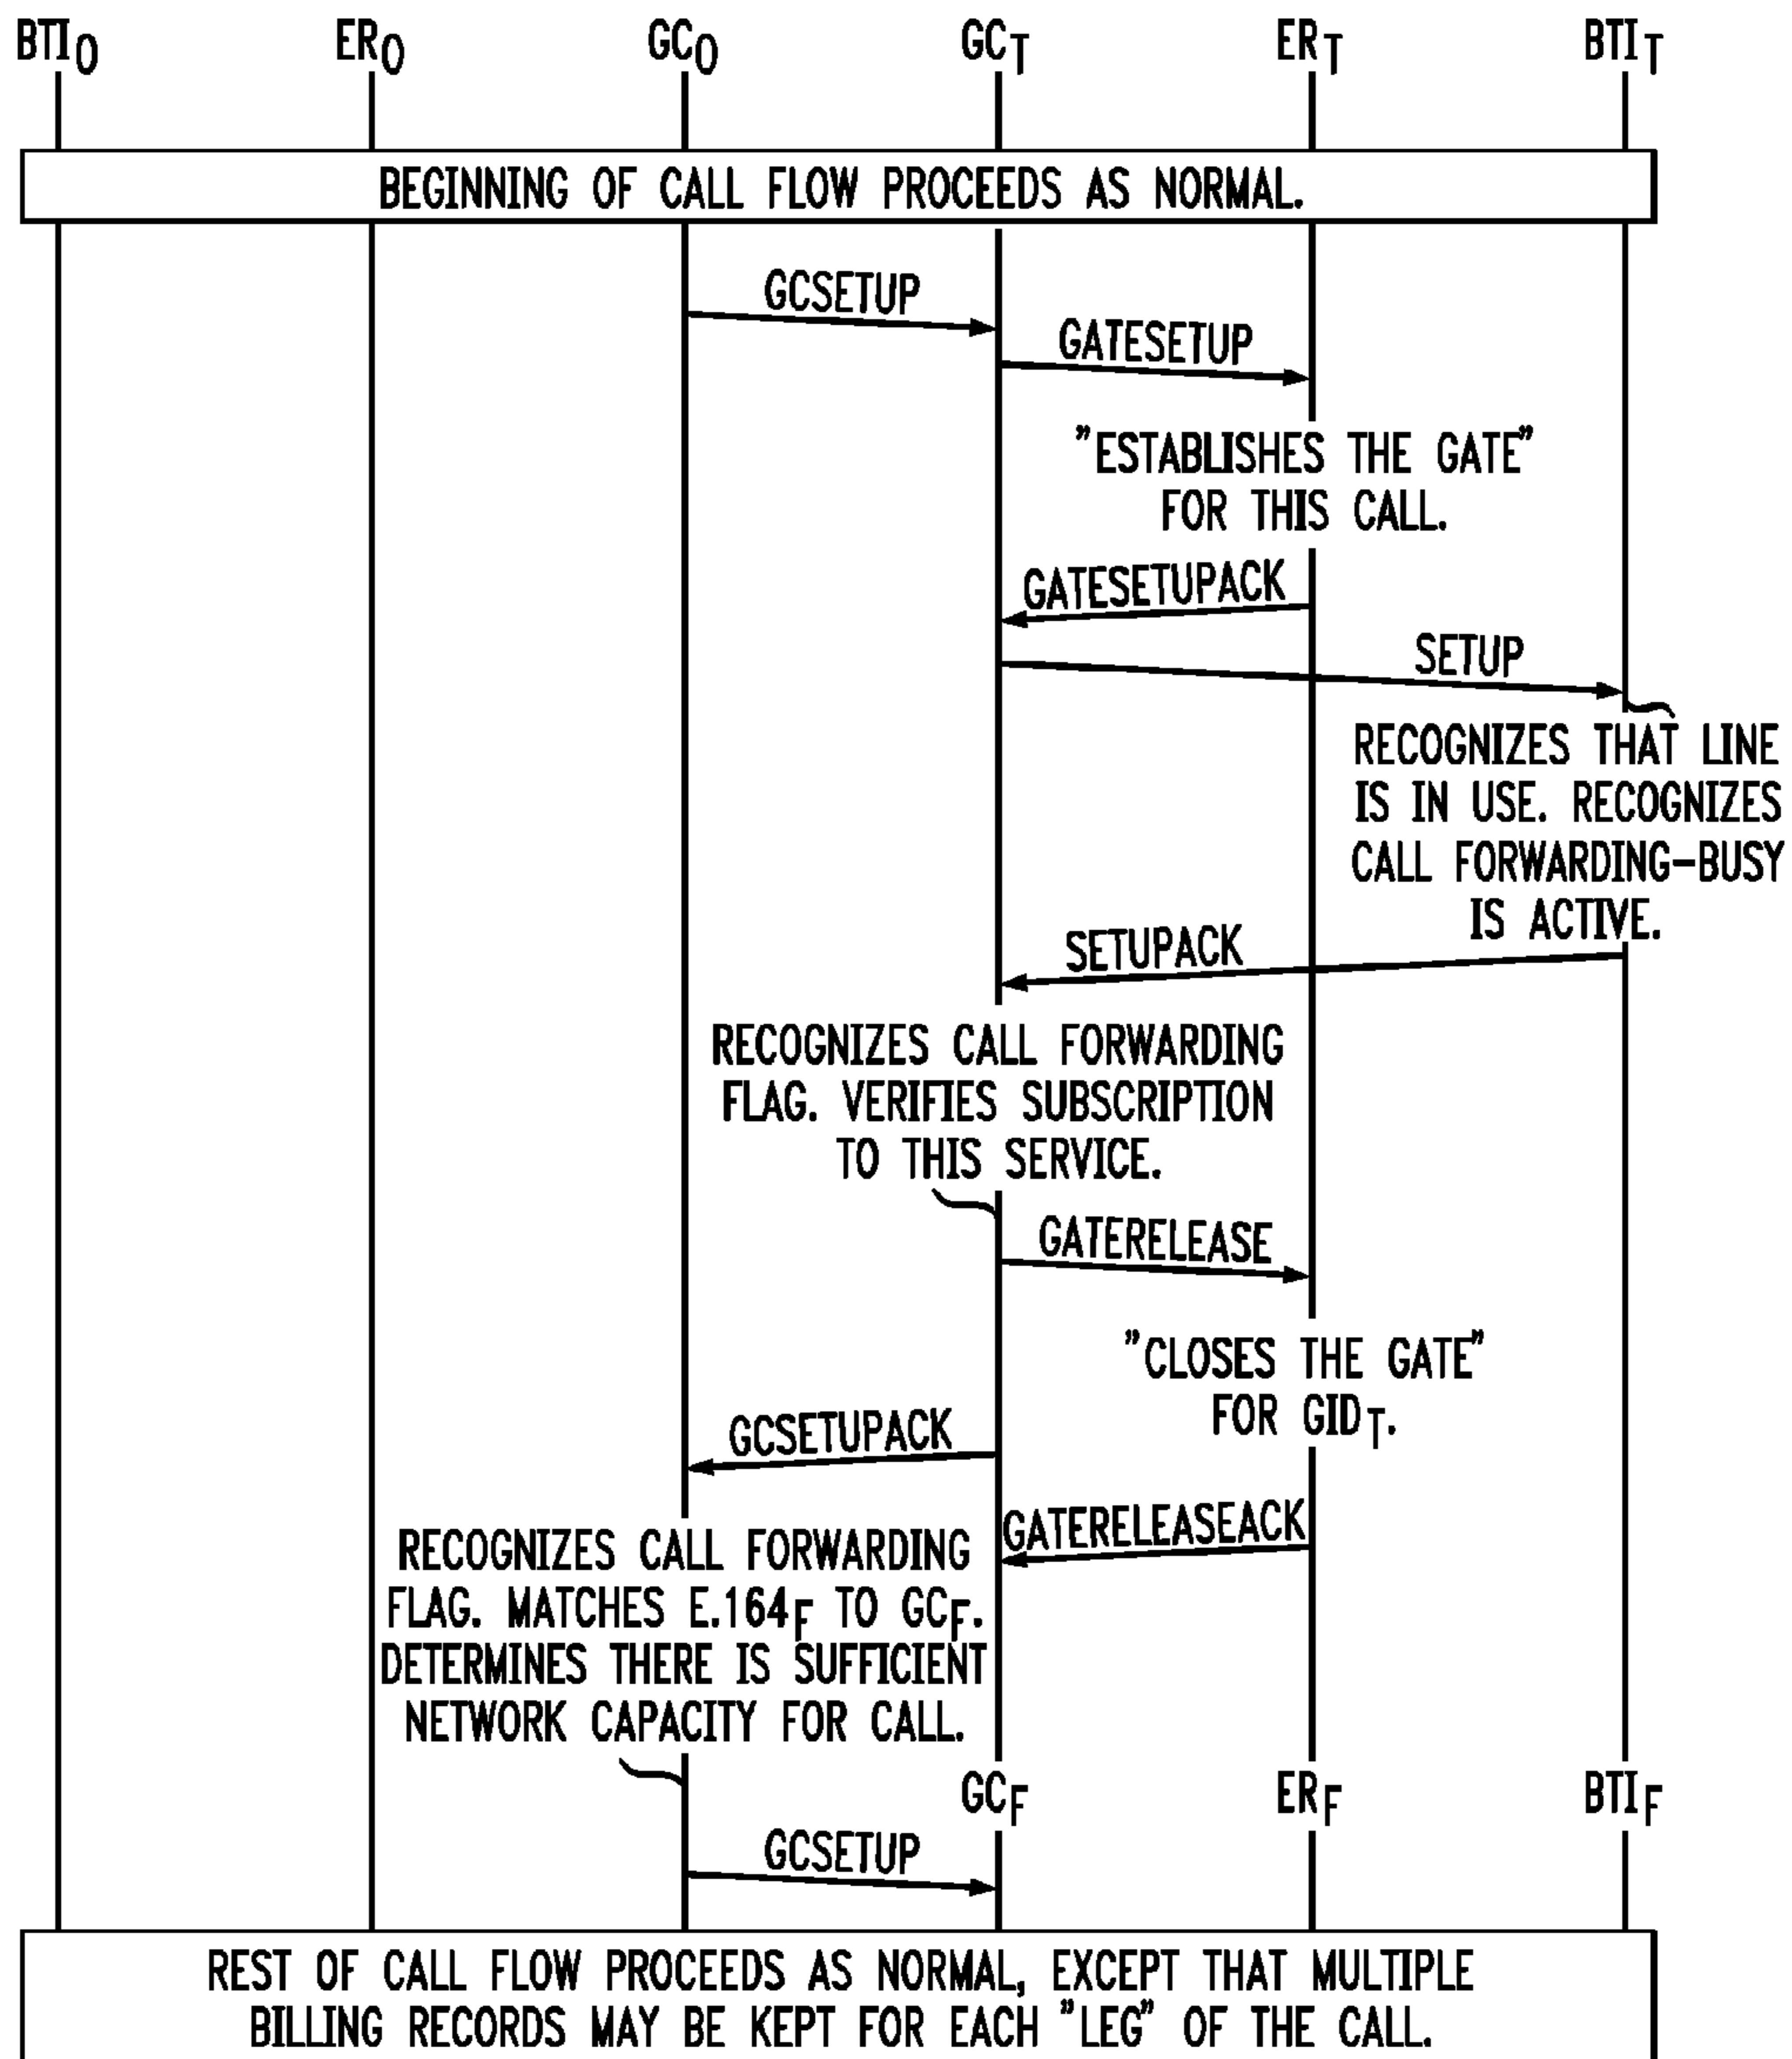 BTIO ERO GCO GCT ERT BTIT
BEGINNING OF CALL FLOW PROCEEDS AS NORMAL.
GCSETUP
GATESETUP
"ESTABLISHES THE GATE"
FOR THIS CALL.
GATESETUPACK
SETUP
RECOGNIZES THAT LINE
IS IN USE. RECOGNIZES
CALL FORWARDING-BUSY
IS ACTIVE.
SETUPACK
RECOGNIZES CALL FORWARDING
FLAG. VERIFIES SUBSCRIPTION
TO THIS SERVICE.
GATERELEASE
"CLOSES THE GATE"
FOR GIDT.
GCSETUPACK
GATERELEASEACK
RECOGNIZES CALL FORWARDING
FLAG. MATCHES E.164F TO GCF.
DETERMINES THERE IS SUFFICIENT
NETWORK CAPACITY FOR CALL.
GCF ERF BTIF
GCSETUP
REST OF CALL FLOW PROCEEDS AS NORMAL, EXCEPT THAT MULTIPLE
BILLING RECORDS MAY BE KEPT FOR EACH "LEG" OF THE CALL.